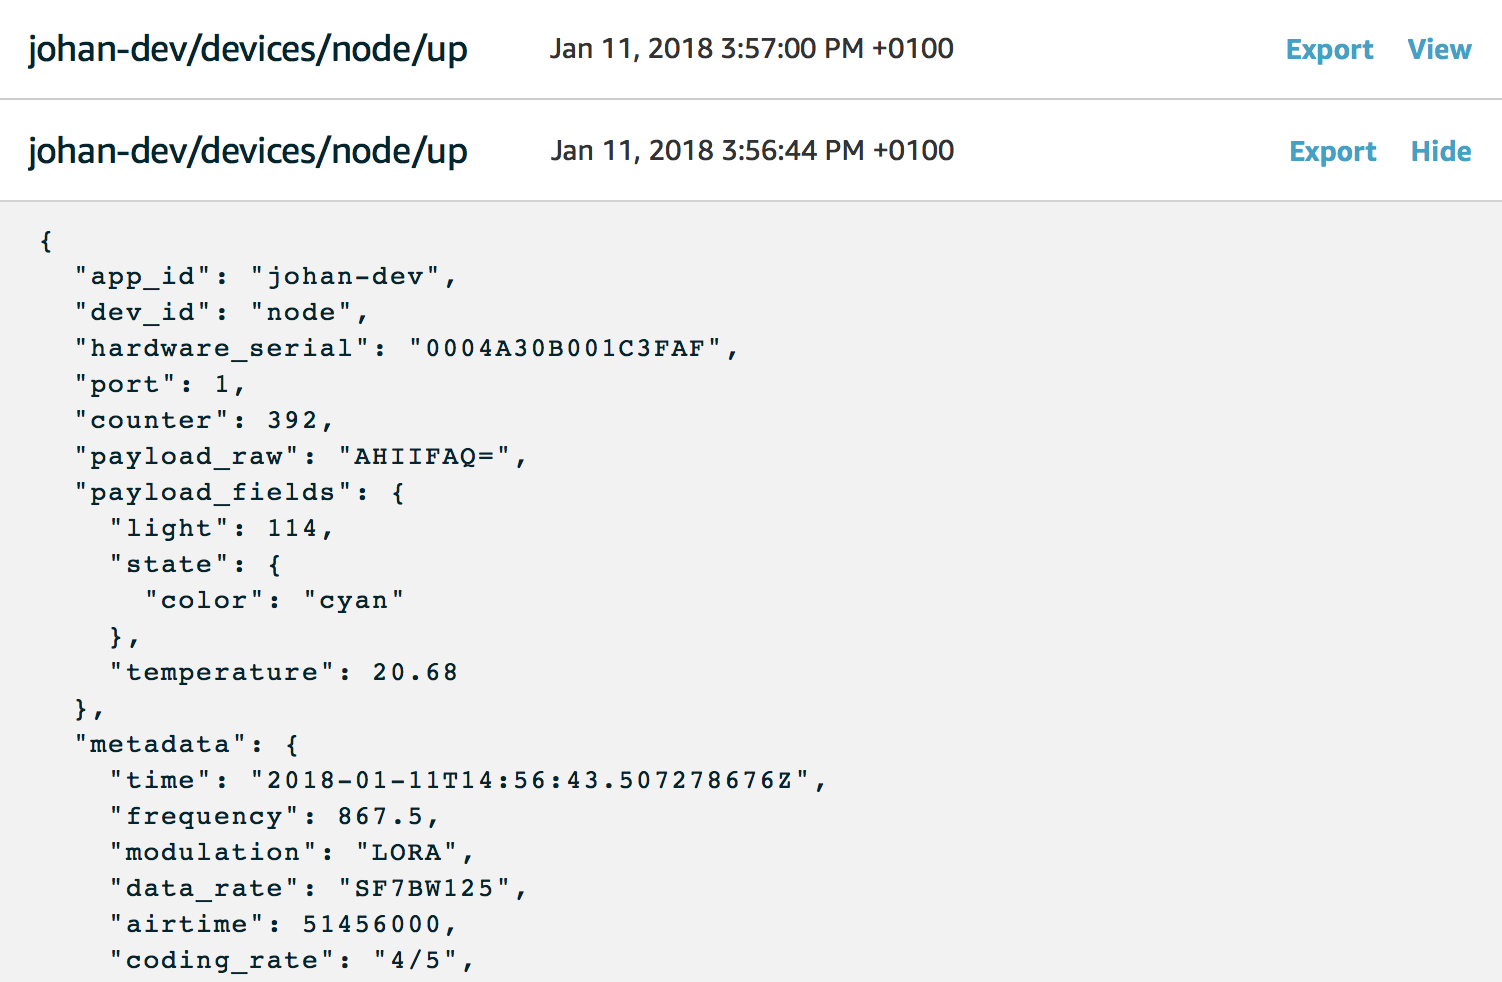 johan-dev/devices/node/up Jan 11, 2018 3:57:00 PM +0100 Export View
johan-dev/devices/node/up Jan 11, 2018 3:56:44 PM +0100 Export Hide
{
  "app_id": "johan-dev",
  "dev_id": "node",
  "hardware_serial": "0004A30B001C3FAF",
  "port": 1,
  "counter": 392,
  "payload_raw": "AHIIFAQ=",
  "payload_fields": {
    "light": 114,
    "state": {
      "color": "cyan"
    },
    "temperature": 20.68
  },
  "metadata": {
    "time": "2018-01-11T14:56:43.507278676Z",
    "frequency": 867.5,
    "modulation": "LORA",
    "data_rate": "SF7BW125",
    "airtime": 51456000,
    "coding_rate": "4/5",